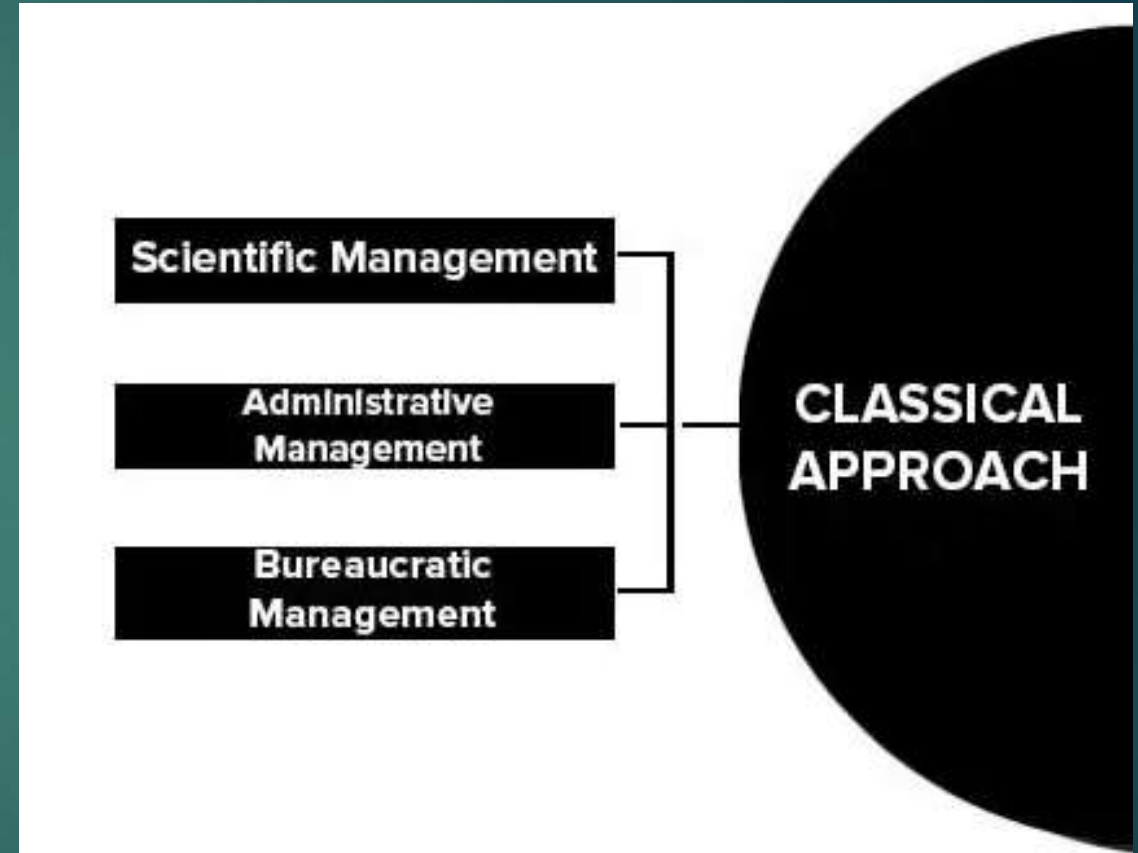 Scientific Management
Administrative
Management
Bureaucratic
Management
CLASSICAL
APPROACH